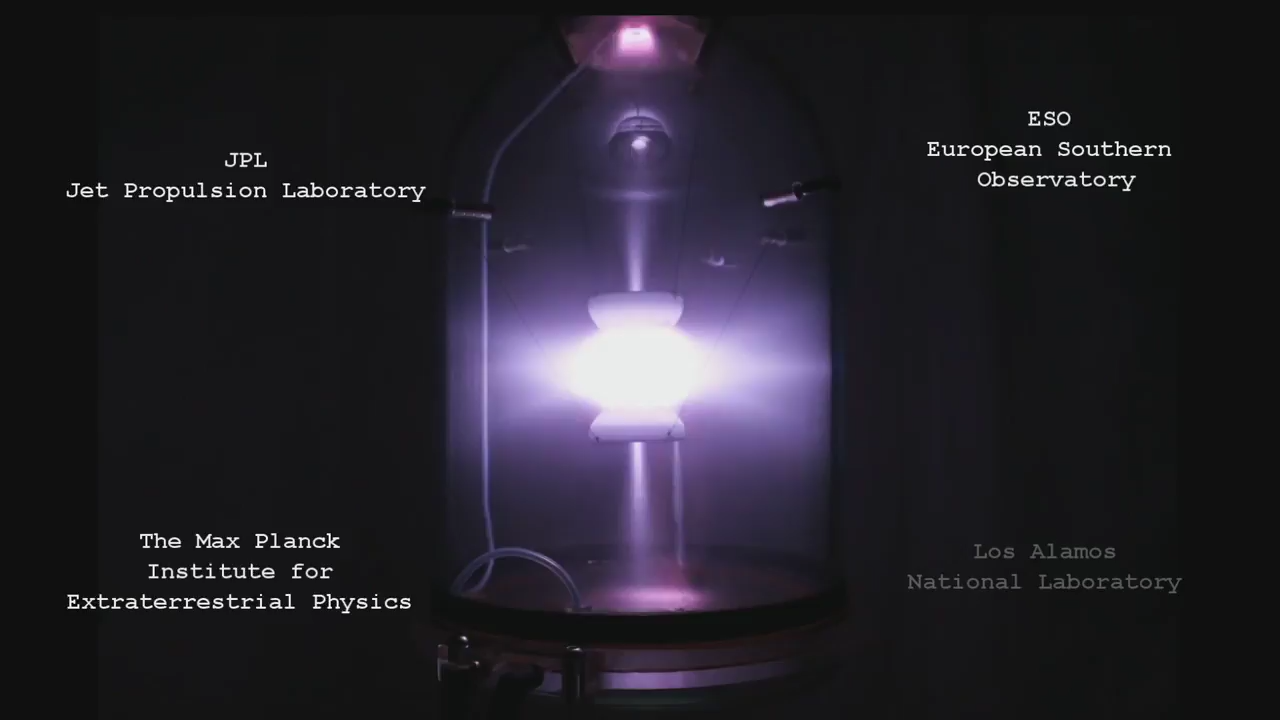 JPL
Jet Propulsion Laboratory
ESO
European Southern
Observatory
The Max Planck
Institute for
Extraterrestrial Physics
Los Alamos
National Laboratory